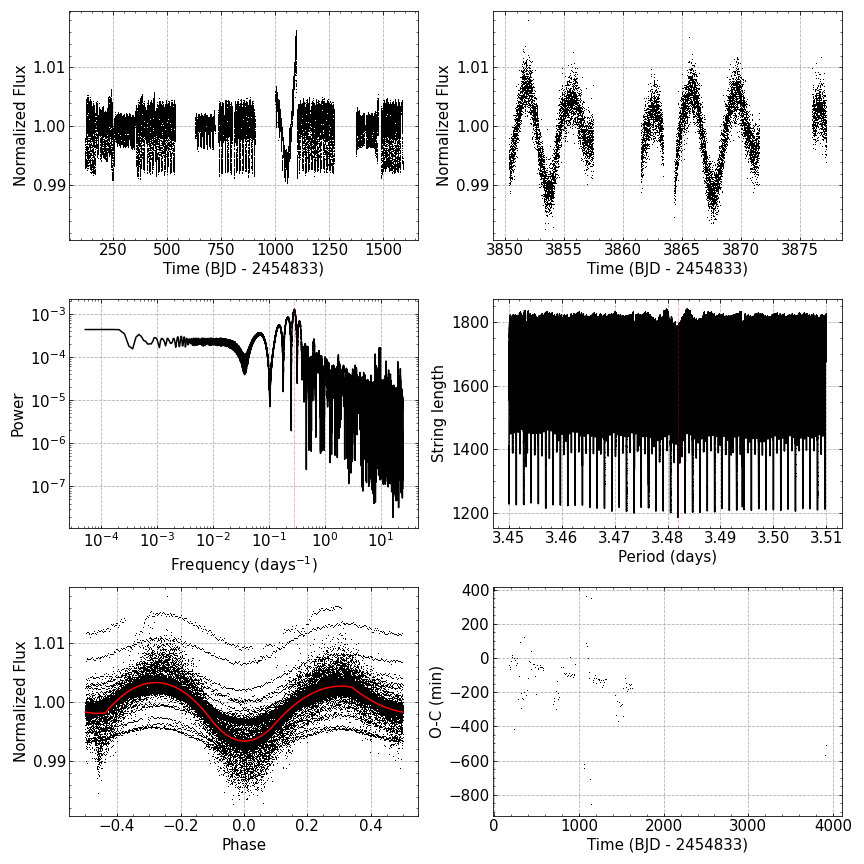 1.01
1.00
0.99
Normalized Flux
250 500 750 1000 1250 1500
Time (BJD - 2454833)
1.01
1.00
0.99
Normalized Flux
3850 3855 3860 3865 3870 3875
Time (BJD - 2454833)
10⁻³
10⁻⁴
10⁻⁵
10⁻⁶
10⁻⁷
Power
10⁻⁴ 10⁻³ 10⁻² 10⁻¹ 10⁰ 10¹
Frequency (days⁻¹)
1800
1600
1400
1200
String length
3.45 3.46 3.47 3.48 3.49 3.50 3.51
Period (days)
1.01
1.00
0.99
Normalized Flux
−0.4 −0.2 0.0 0.2 0.4
Phase
400
200
0
−200
−400
−600
−800
O-C (min)
0 1000 2000 3000 4000
Time (BJD - 2454833)